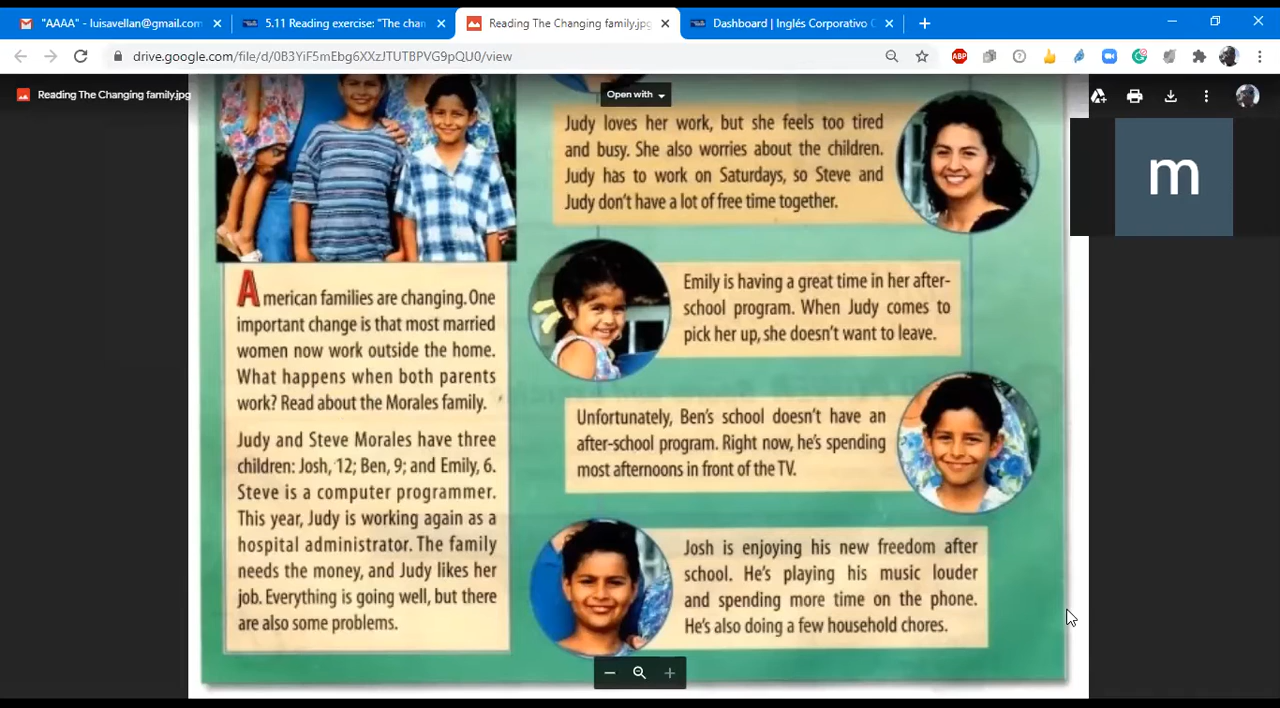 "AAAA" - luisavellan@gmail.com
5.11 Reading exercise: "The chan
Reading The Changing family.jpg
Dashboard | Inglés Corporativo
drive.google.com/file/d/0B3YiF5mEbg6XXzJTUTBPVG9pQU0/view
ABP
Reading The Changing family.jpg
Open with
m
Judy loves her work, but she feels too tired
and busy. She also worries about the children.
Judy has to work on Saturdays, so Steve and
Judy don't have a lot of free time together.
Emily is having a great time in her after-
school program. When Judy comes to
pick her up, she doesn't want to leave.
Unfortunately, Ben's school doesn't have an
after-school program. Right now, he's spending
most afternoons in front of the TV.
Josh is enjoying his new freedom after
school. He's playing his music louder
and spending more time on the phone.
He's also doing a few household chores.
American families are changing. One
important change is that most married
women now work outside the home.
What happens when both parents
work? Read about the Morales family.
Judy and Steve Morales have three
children: Josh, 12; Ben, 9; and Emily, 6.
Steve is a computer programmer.
This year, Judy is working again as a
hospital administrator. The family
needs the money, and Judy likes her
job. Everything is going well, but there
are also some problems.